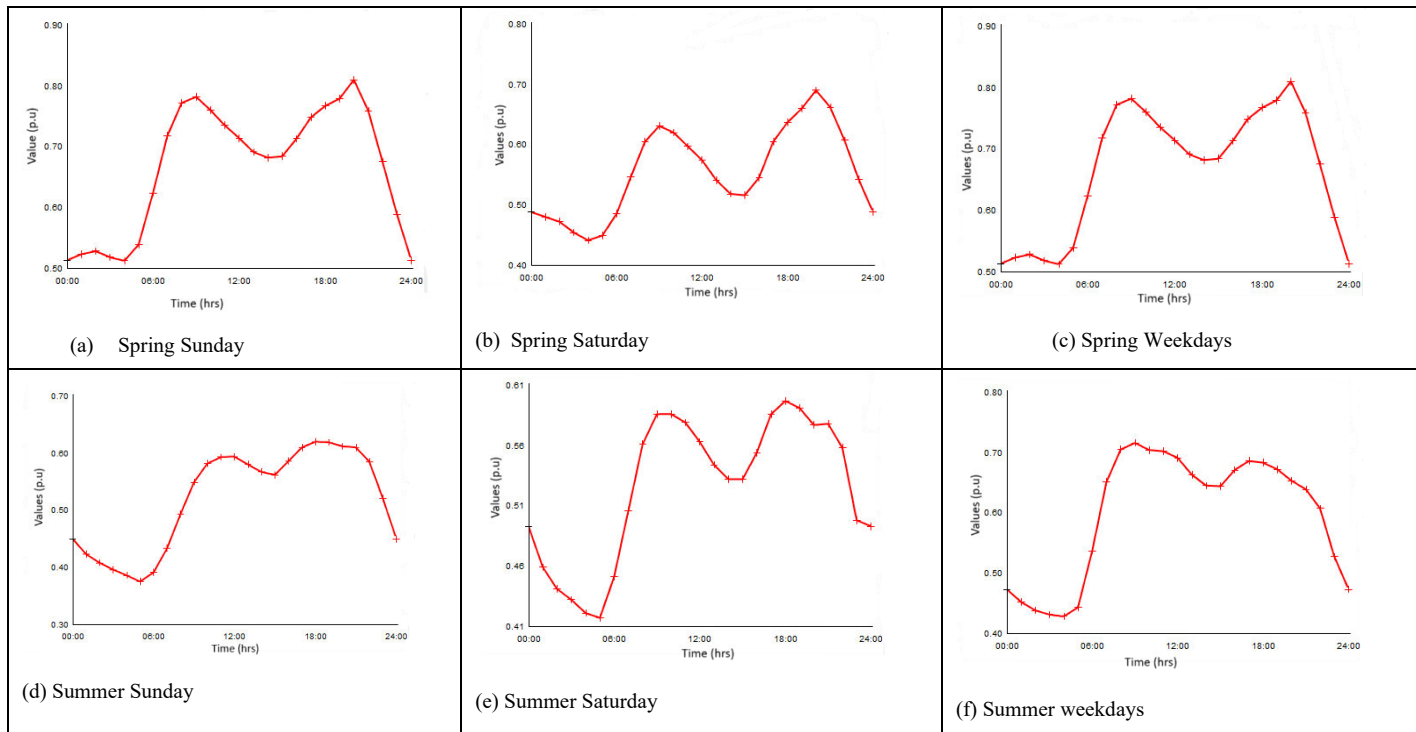 0.90
0.80
0.70
0.60
0.50
Value (p.u)
00:00 06:00 12:00 18:00 24:00
Time (hrs)
(a) Spring Sunday
0.80
0.70
0.60
0.50
0.40
Values (p.u)
00:00 06:00 12:00 18:00 24:00
Time (hrs)
(b) Spring Saturday
0.90
0.80
0.70
0.60
0.50
Values (p.u)
00:00 06:00 12:00 18:00 24:00
Time (hrs)
(c) Spring Weekdays
0.70
0.60
0.50
0.40
0.30
Values (p.u)
00:00 06:00 12:00 18:00 24:00
Time (hrs)
(d) Summer Sunday
0.61
0.56
0.51
0.46
0.41
Values (p.u)
00:00 06:00 12:00 18:00 24:00
Time (hrs)
(e) Summer Saturday
0.80
0.70
0.60
0.50
0.40
Values (p.u)
00:00 06:00 12:00 18:00 24:00
Time (hrs)
(f) Summer weekdays